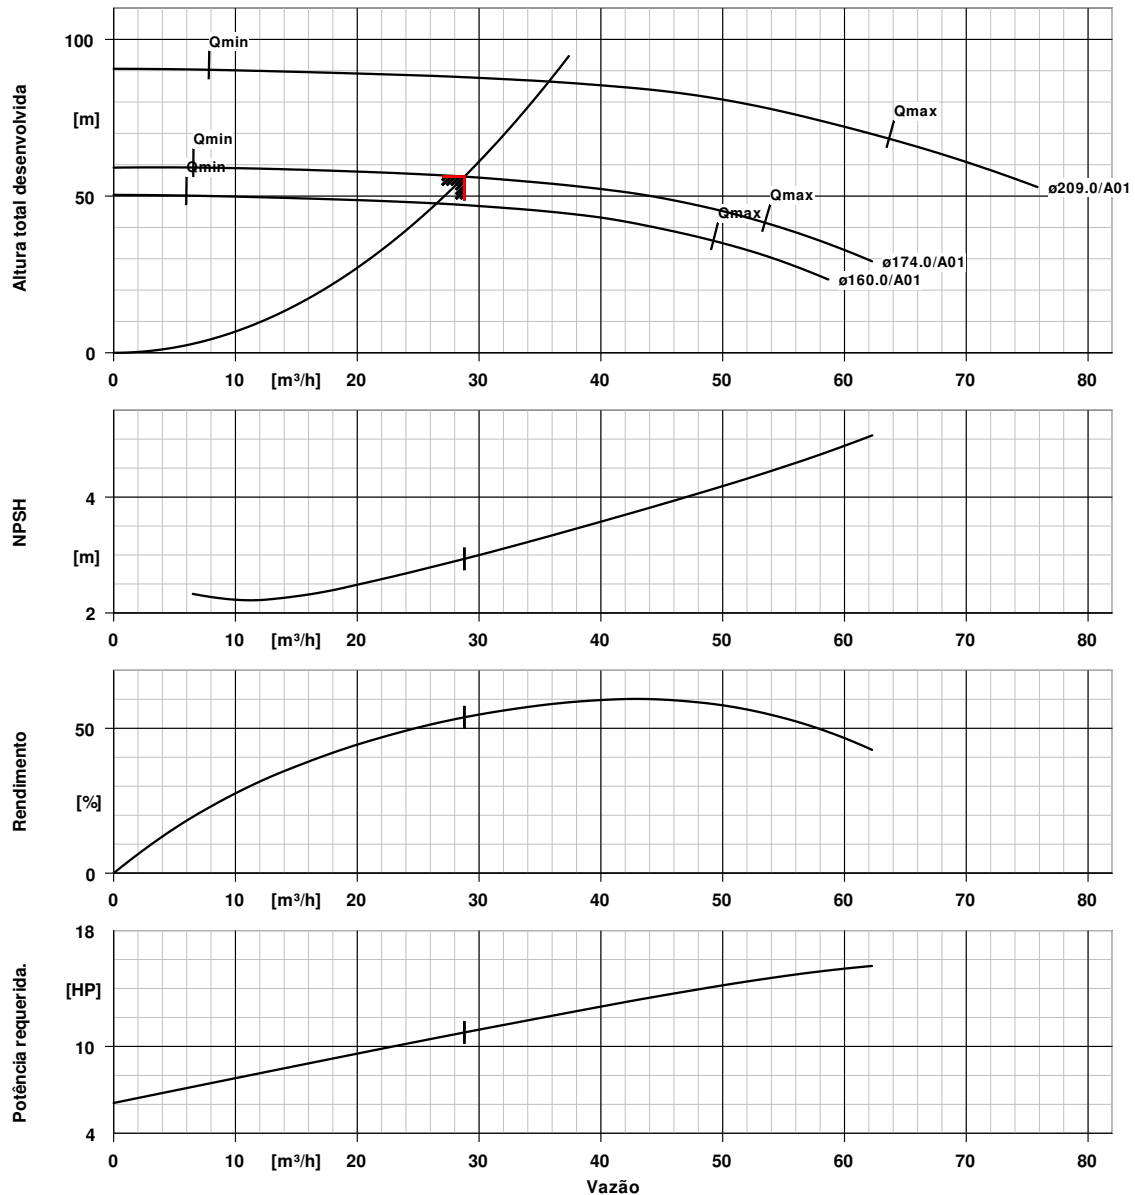 Altura total desenvolvida
[m]
100
50
0
Qmin
Qmin
Qmin
Qmax
Qmax
Qmax
ø209.0/A01
ø174.0/A01
ø160.0/A01
0 10 [m³/h] 20 30 40 50 60 70 80
NPSH
[m]
4
2
0 10 [m³/h] 20 30 40 50 60 70 80
Rendimento
[%]
50
0
0 10 [m³/h] 20 30 40 50 60 70 80
Potência requerida.
[HP]
18
10
4
0 10 [m³/h] 20 30 40 50 60 70 80
Vazão